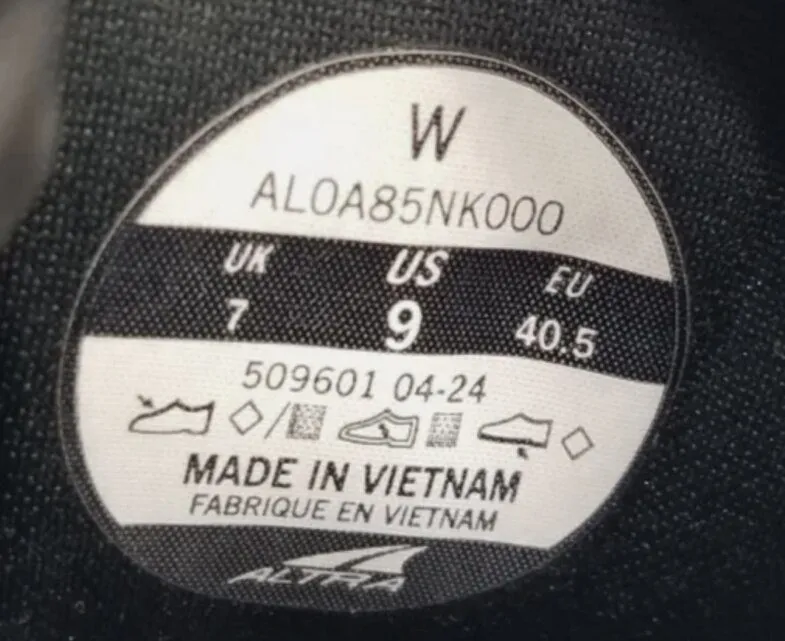 W
AL0A85NK000
UK US EU
7 9 40.5
509601 04-24
MADE IN VIETNAM
FABRIQUE EN VIETNAM
ALTRA